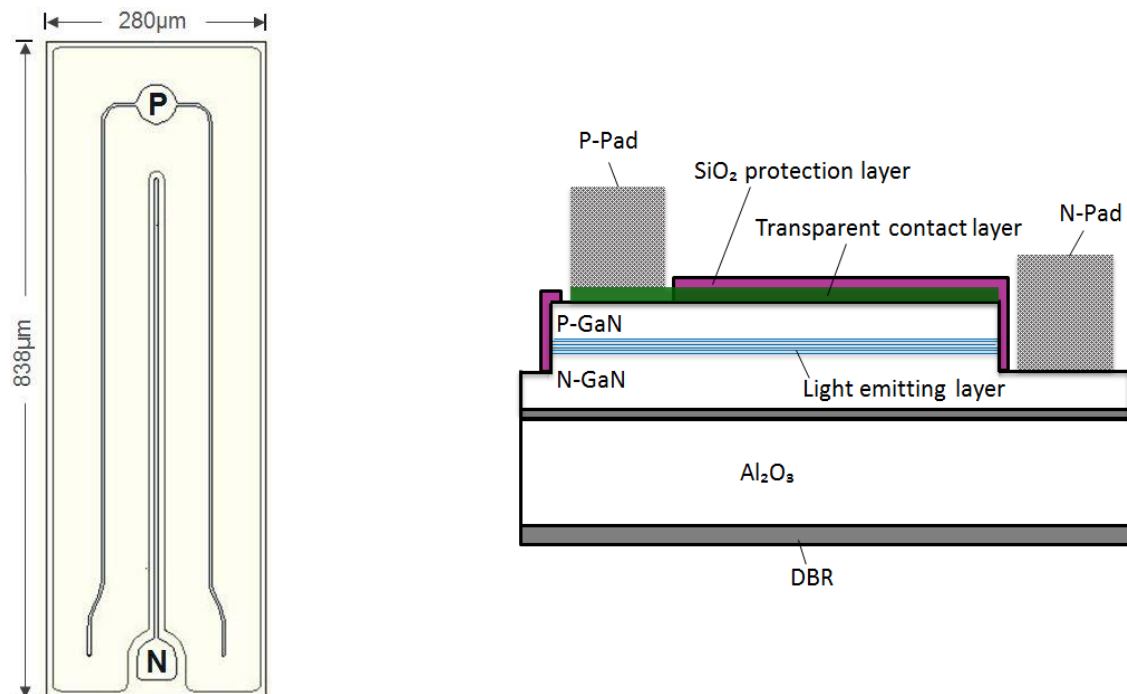 280µm
838µm
P
N
P-Pad
SiO₂ protection layer
Transparent contact layer
N-Pad
P-GaN
N-GaN
Light emitting layer
Al₂O₃
DBR